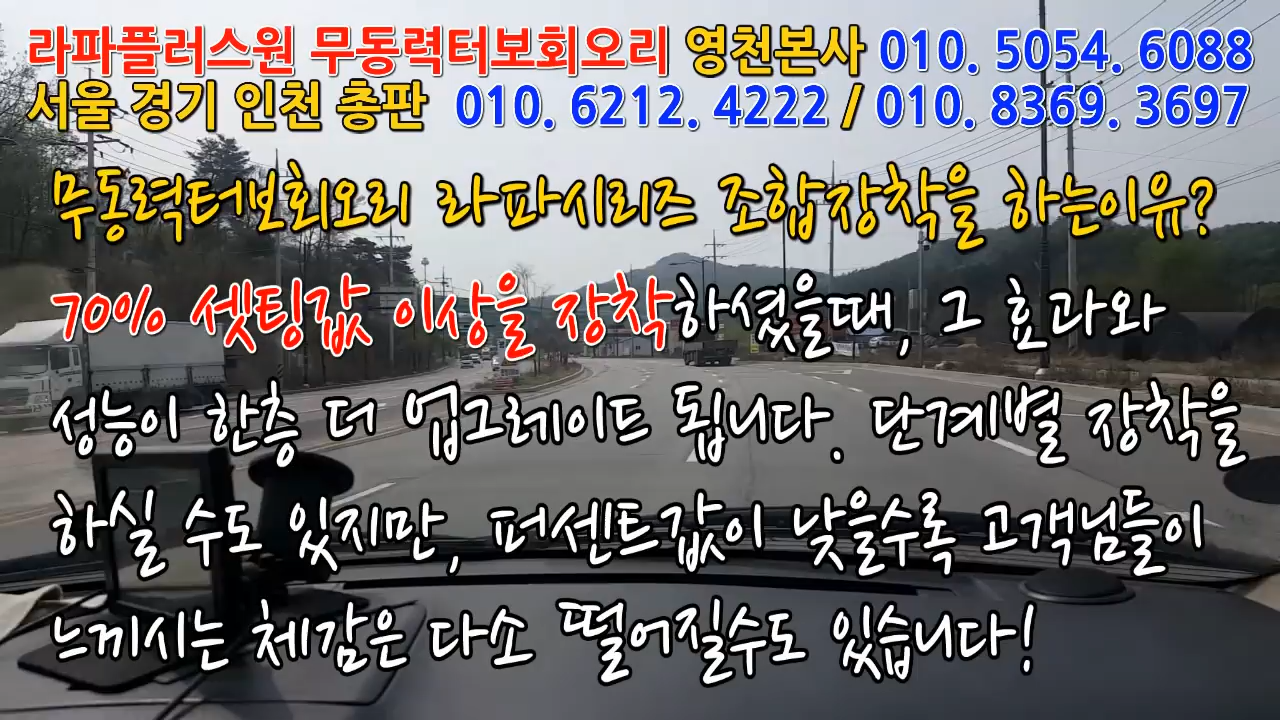 라파플러스원 무동력터보회오리 영천본사 010. 5054. 6088
서울 경기 인천 총판 010. 6212. 4222 / 010. 8369. 3697
무동력터보회오리 라파시리즈 조합장착을 하는이유?
70% 셋팅값 이상을 장착하셨을때, 그 효과와
성능이 한층 더 업그레이드 됩니다. 단계별 장착을
하실 수도 있지만, 퍼센트값이 낮을수록 고객님들이
느끼시는 체감은 다소 떨어질수도 있습니다!